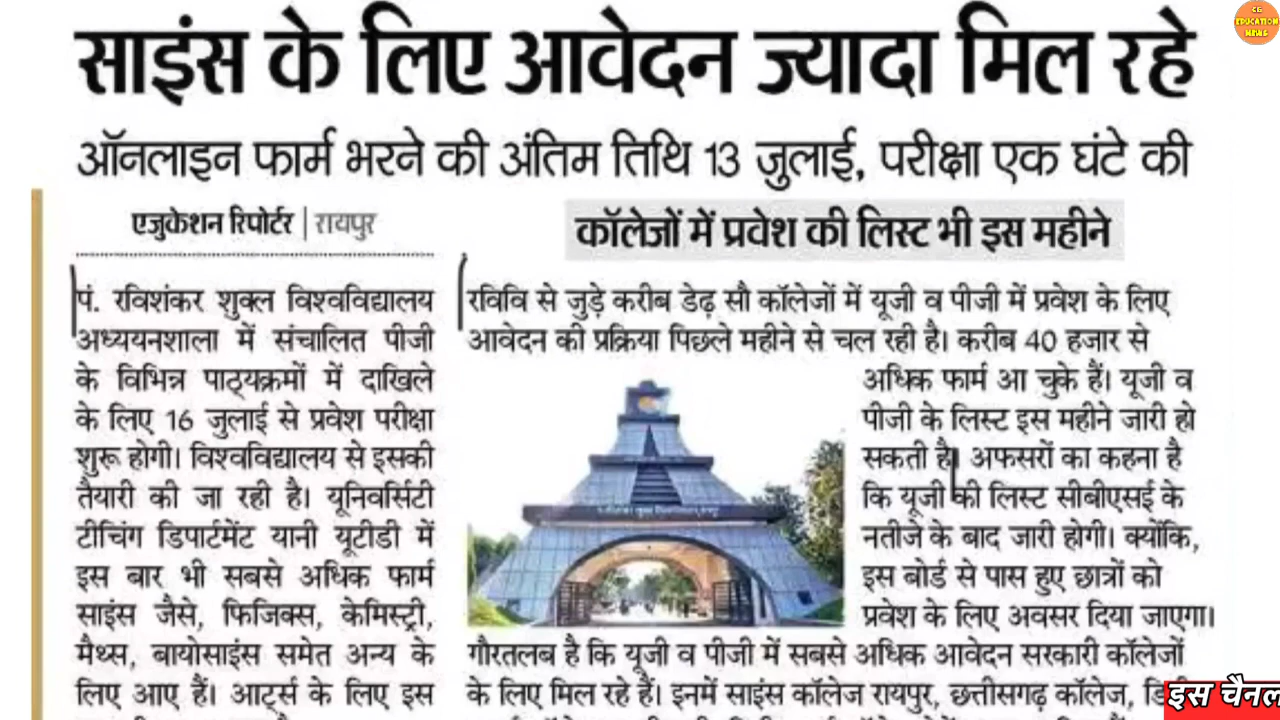 CG
EDUCATION
NEWS
साइंस के लिए आवेदन ज्यादा मिल रहे
ऑनलाइन फार्म भरने की अंतिम तिथि 13 जुलाई, परीक्षा एक घंटे की
एजुकेशन रिपोर्टर | रायपुर
पं. रविशंकर शुक्ल विश्वविद्यालय
अध्ययनशाला में संचालित पीजी
के विभिन्न पाठ्यक्रमों में दाखिले
के लिए 16 जुलाई से प्रवेश परीक्षा
शुरू होगी। विश्वविद्यालय से इसकी
तैयारी की जा रही है। यूनिवर्सिटी
टीचिंग डिपार्टमेंट यानी यूटीडी में
इस बार भी सबसे अधिक फार्म
साइंस जैसे, फिजिक्स, केमिस्ट्री,
मैथ्स, बायोसाइंस समेत अन्य के
लिए आए हैं। आर्ट्स के लिए इस
कॉलेजों में प्रवेश की लिस्ट भी इस महीने
रविवि से जुड़े करीब डेढ़ सौ कॉलेजों में यूजी व पीजी में प्रवेश के लिए
आवेदन की प्रक्रिया पिछले महीने से चल रही है। करीब 40 हजार से
अधिक फार्म आ चुके हैं। यूजी व
पीजी के लिस्ट इस महीने जारी हो
सकती है। अफसरों का कहना है
कि यूजी की लिस्ट सीबीएसई के
नतीजे के बाद जारी होगी। क्योंकि,
इस बोर्ड से पास हुए छात्रों को
प्रवेश के लिए अवसर दिया जाएगा।
गौरतलब है कि यूजी व पीजी में सबसे अधिक आवेदन सरकारी कॉलेजों
के लिए मिल रहे हैं। इनमें साइंस कॉलेज रायपुर, छत्तीसगढ़ कॉलेज,
इस चैनल